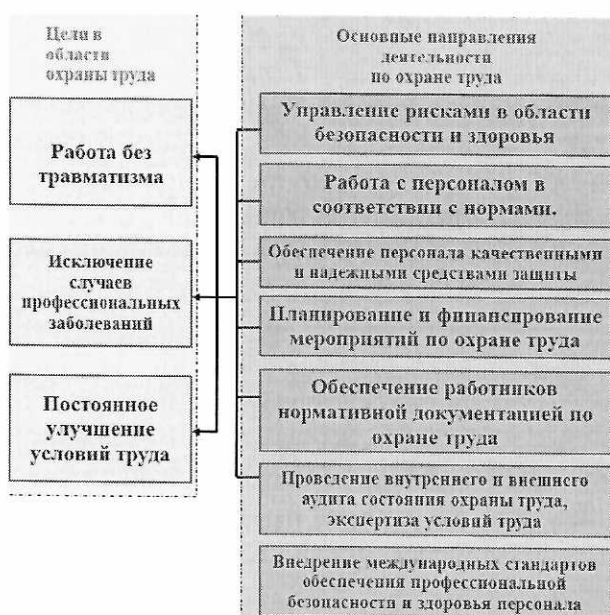 Цели в
области
охраны труда
Работа без
травматизма
Исключение
случаев
профессиональных
заболеваний
Постоянное
улучшение
условий труда
Основные направления
деятельности
по охране труда
Управление рисками в области
безопасности и здоровья
Работа с персоналом в
соответствии с нормами.
Обеспечение персонала качественными
и надежными средствами защиты
Планирование и финансирование
мероприятий по охране труда
Обеспечение работников
нормативной документацией по
охране труда
Проведение внутреннего и внешнего
аудита состояния охраны труда,
экспертиза условий труда
Внедрение международных стандартов
обеспечения профессиональной
безопасности и здоровья персонала